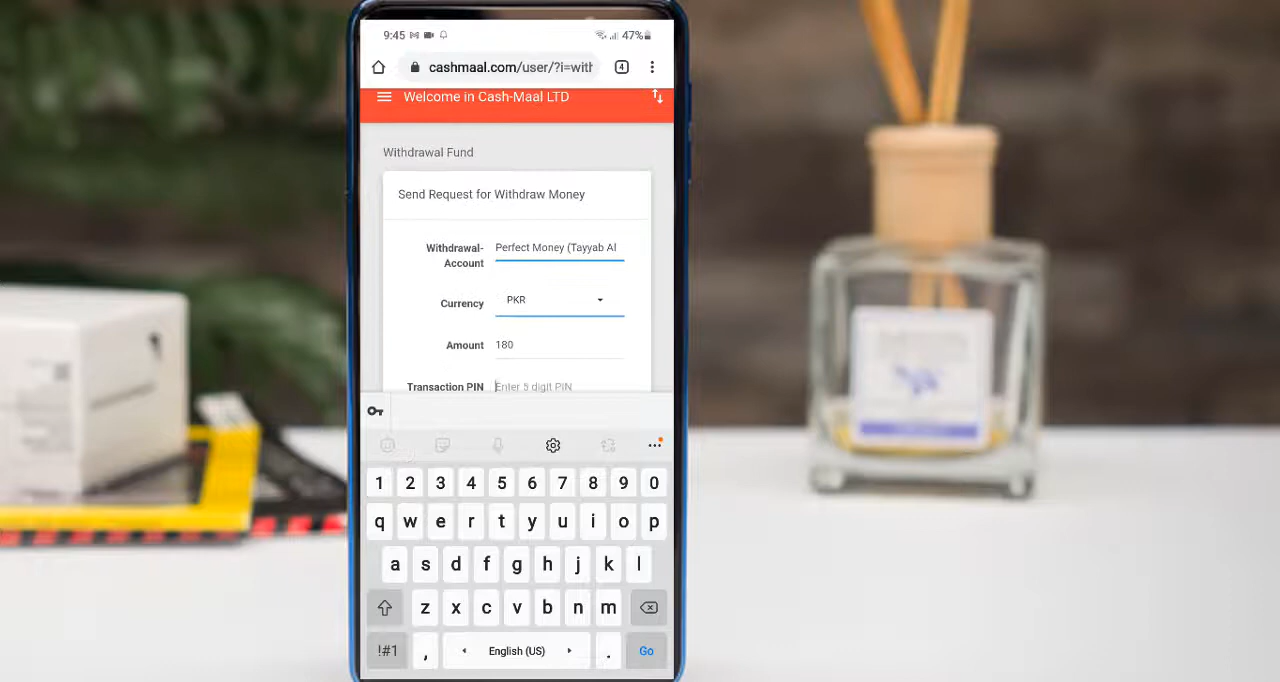 9:45
47%
cashmaal.com/user/?i=with
4
Welcome in Cash-Maal LTD
Withdrawal Fund
Send Request for Withdraw Money
Withdrawal-
Account
Perfect Money (Tayyab Al
Currency
PKR
Amount
180
Transaction PIN
Enter 5 digit PIN
1 2 3 4 5 6 7 8 9 0
q w e r t y u i o p
a s d f g h j k l
z x c v b n m
!#1 , English (US) . Go